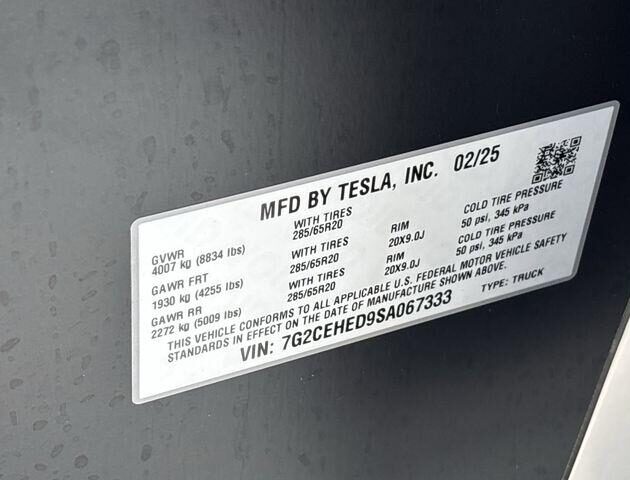 MFD BY TESLA, INC. 02/25
GVWR
4007 kg (8834 lbs)
WITH TIRES
285/65R20
GAWR FRT
1930 kg (4255 lbs)
WITH TIRES
285/65R20
RIM
20X9.0J
COLD TIRE PRESSURE
50 psi, 345 kPa
GAWR RR
2272 kg (5009 lbs)
WITH TIRES
285/65R20
RIM
20X9.0J
COLD TIRE PRESSURE
50 psi, 345 kPa
THIS VEHICLE CONFORMS TO ALL APPLICABLE U.S. FEDERAL MOTOR VEHICLE SAFETY
STANDARDS IN EFFECT ON THE DATE OF MANUFACTURE SHOWN ABOVE.
VIN: 7G2CEHED9SA067333 TYPE: TRUCK